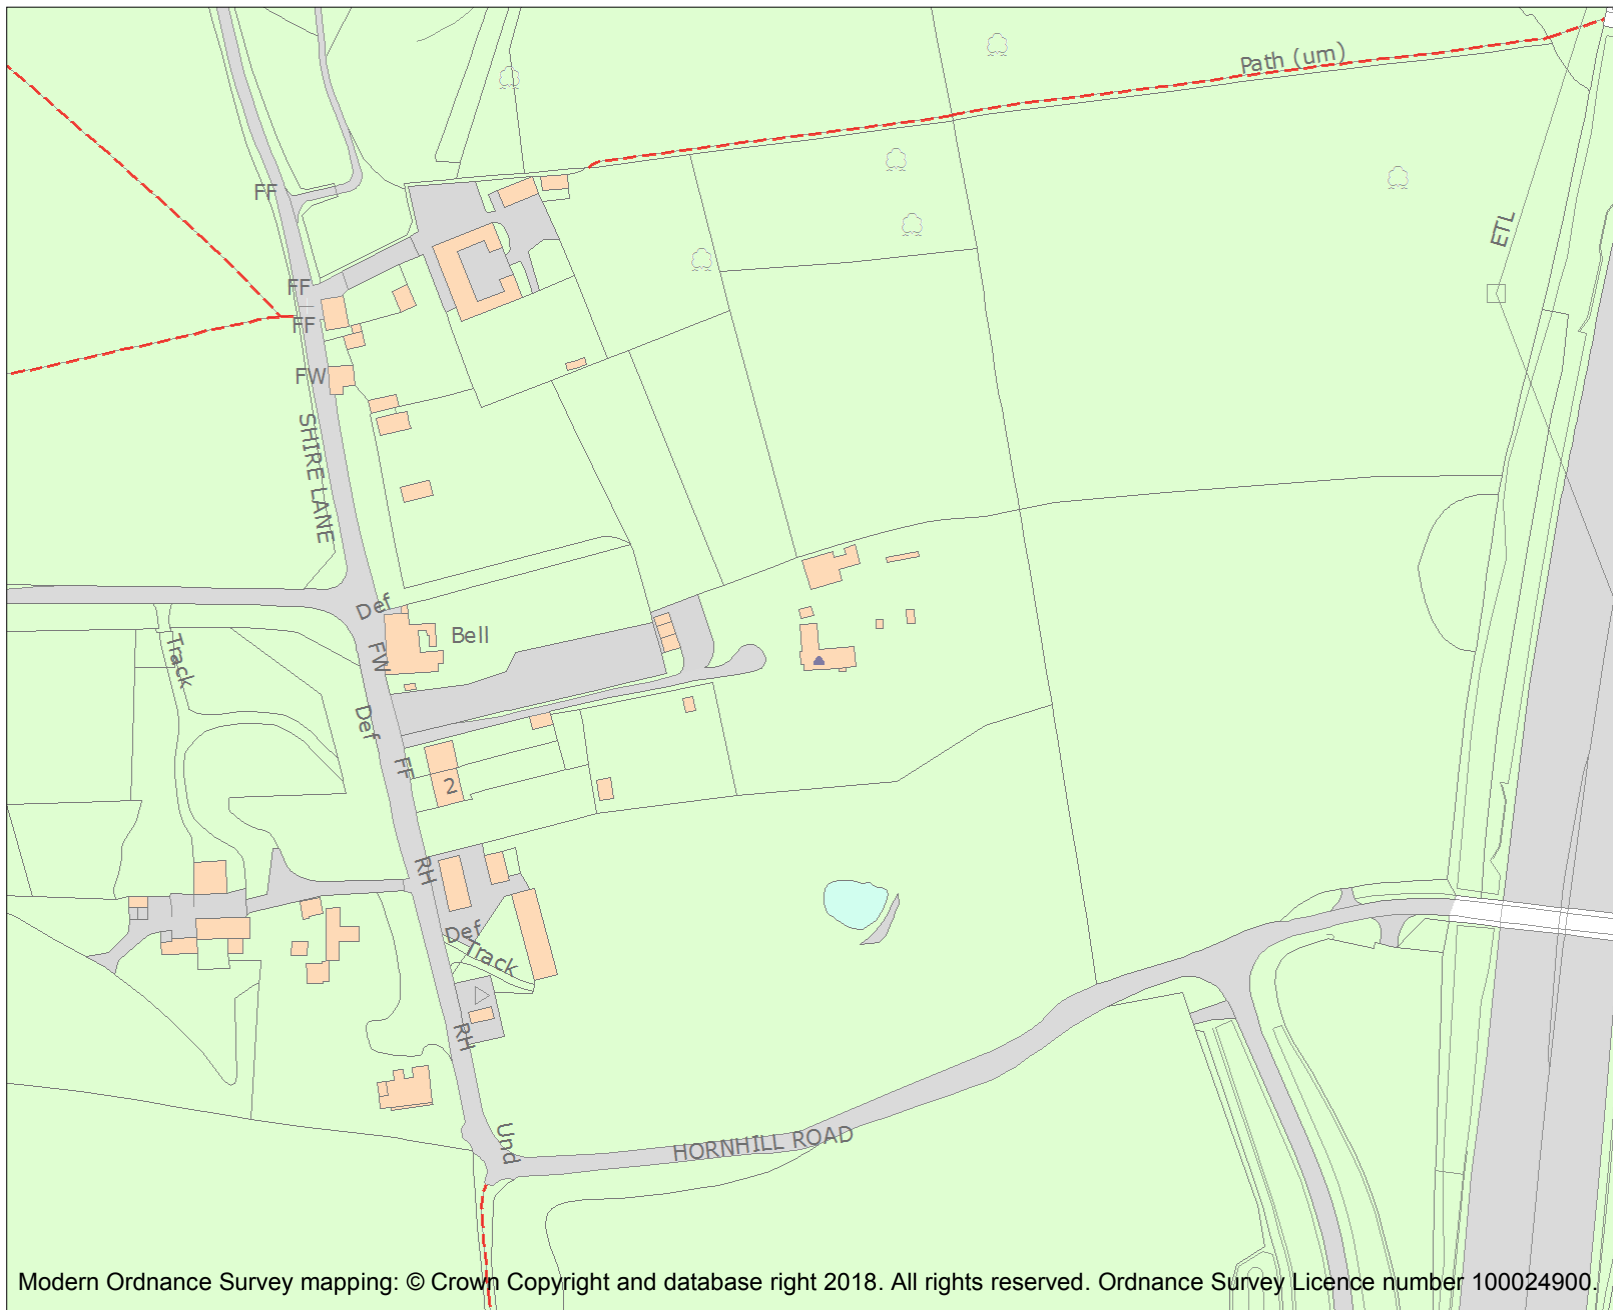 Path (um)
FF
ETL
FF
FF
FW
SHIRE LANE
Def
Bell
FW
Track
Def
FF
2
RH
Def
Track
RH
Und
HORNHILL ROAD
Modern Ordnance Survey mapping: © Crown Copyright and database right 2018. All rights reserved. Ordnance Survey Licence number 100024900.